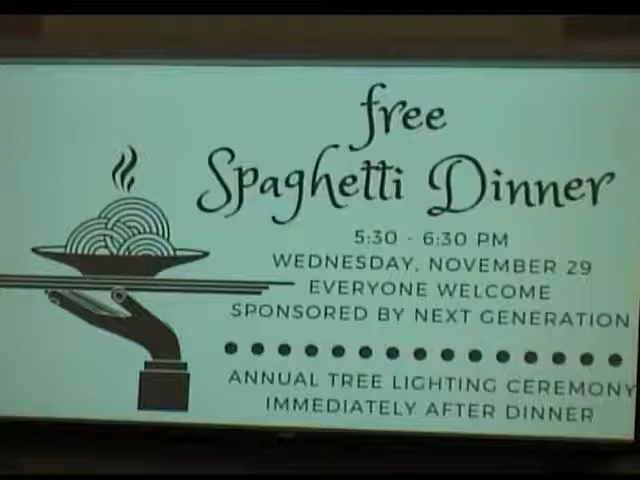 free
Spaghetti Dinner
5:30 - 6:30 PM
WEDNESDAY, NOVEMBER 29
EVERYONE WELCOME
SPONSORED BY NEXT GENERATION
ANNUAL TREE LIGHTING CEREMONY
IMMEDIATELY AFTER DINNER